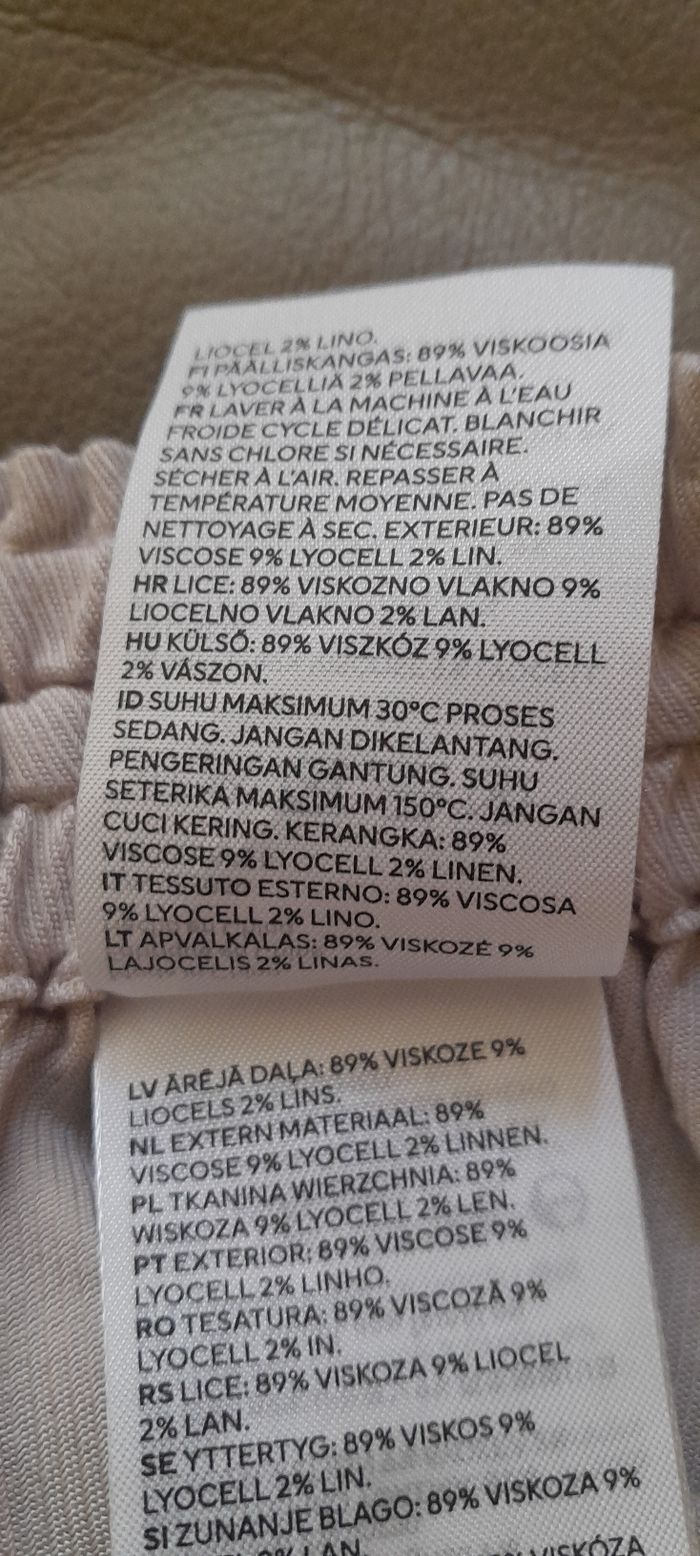 LIOCEL 2% LINO.
FI PÄÄLLISKANGAS: 89% VISKOOSIA
9% LYOCELLIÄ 2% PELLAVAA.
FR LAVER À LA MACHINE À L'EAU
FROIDE CYCLE DÉLICAT. BLANCHIR
SANS CHLORE SI NÉCESSAIRE.
SÉCHER À L'AIR. REPASSER À
TEMPÉRATURE MOYENNE. PAS DE
NETTOYAGE À SEC. EXTERIEUR: 89%
VISCOSE 9% LYOCELL 2% LIN.
HR LICE: 89% VISKOZNO VLAKNO 9%
LIOCELNO VLAKNO 2% LAN.
HU KÜLSŐ: 89% VISZKÓZ 9% LYOCELL
2% VÁSZON.
ID SUHU MAKSIMUM 30°C PROSES
SEDANG. JANGAN DIKELANTANG.
PENGERINGAN GANTUNG. SUHU
SETERIKA MAKSIMUM 150°C. JANGAN
CUCI KERING. KERANGKA: 89%
VISCOSE 9% LYOCELL 2% LINEN.
IT TESSUTO ESTERNO: 89% VISCOSA
9% LYOCELL 2% LINO.
LT APVALKALAS: 89% VISKOZĖ 9%
LAJOCELIS 2% LINAS.
LV ĀRĒJĀ DAĻA: 89% VISKOZE 9%
LIOCELS 2% LINS.
NL EXTERN MATERIAAL: 89%
VISCOSE 9% LYOCELL 2% LINNEN.
PL TKANINA WIERZCHNIA: 89%
WISKOZA 9% LYOCELL 2% LEN.
PT EXTERIOR: 89% VISCOSE 9%
LYOCELL 2% LINHO.
RO TESATURA: 89% VISCOZĂ 9%
LYOCELL 2% IN.
RS LICE: 89% VISKOZA 9% LIOCEL
2% LAN.
SE YTTERTYG: 89% VISKOS 9%
LYOCELL 2% LIN.
SI ZUNANJE BLAGO: 89% VISKOZA 9%
LAN.
VISKÓZA